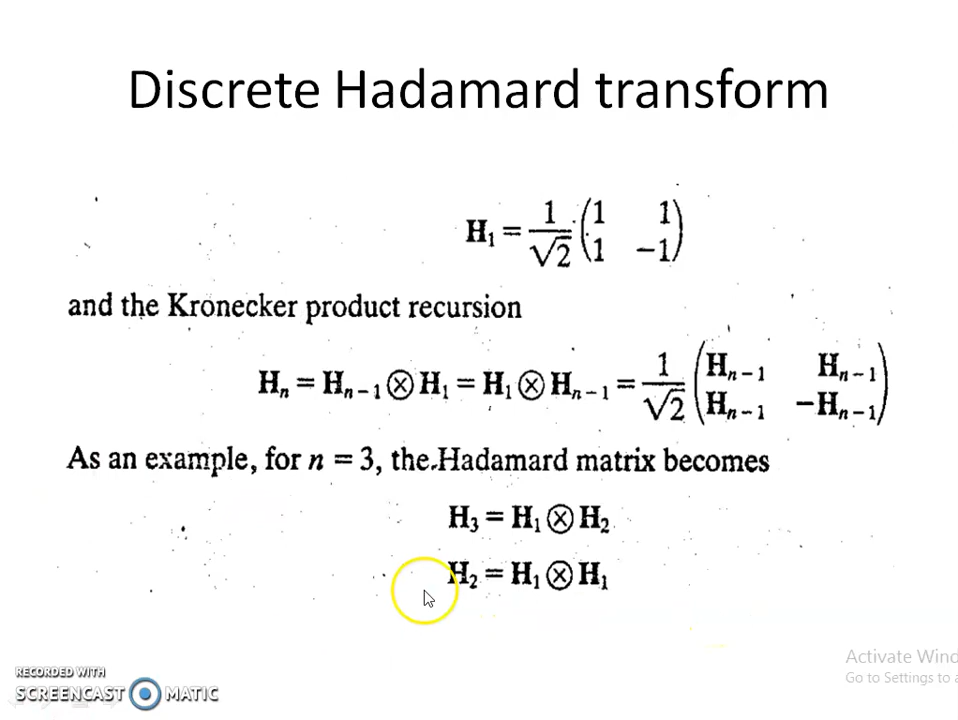 Discrete Hadamard transform
H₁ = 1/√2 (1 1
1 −1)
and the Kronecker product recursion
Hₙ = Hₙ₋₁ ⊗ H₁ = H₁ ⊗ Hₙ₋₁ = 1/√2 (Hₙ₋₁ Hₙ₋₁
Hₙ₋₁ −Hₙ₋₁)
As an example, for n = 3, the Hadamard matrix becomes
H₃ = H₁ ⊗ H₂
H₂ = H₁ ⊗ H₁
Activate Wind
Go to Settings to a
RECORDED WITH
SCREENCAST MATIC